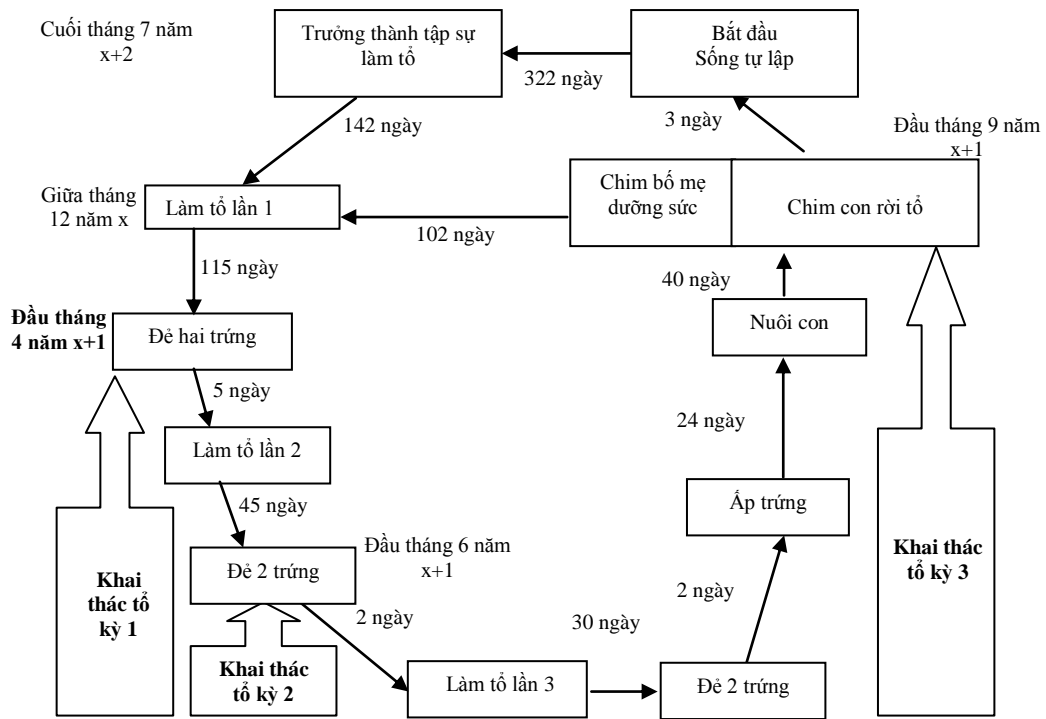 Cuối tháng 7 năm
x+2
Trưởng thành tập sự
làm tổ
Bắt đầu
Sống tự lập
322 ngày
142 ngày
3 ngày
Đầu tháng 9 năm
x+1
Giữa tháng
12 năm x
Làm tổ lần 1
Chim bố mẹ
dưỡng sức
Chim con rời tổ
102 ngày
115 ngày
40 ngày
Đầu tháng
4 năm x+1
Đẻ hai trứng
Nuôi con
5 ngày
24 ngày
Làm tổ lần 2
45 ngày
Ấp trứng
Đẻ 2 trứng
Đầu tháng 6 năm
x+1
Khai thác
tổ kỳ 3
Khai
thác tổ
kỳ 1
2 ngày
2 ngày
30 ngày
Khai thác
tổ kỳ 2
Làm tổ lần 3
Đẻ 2 trứng